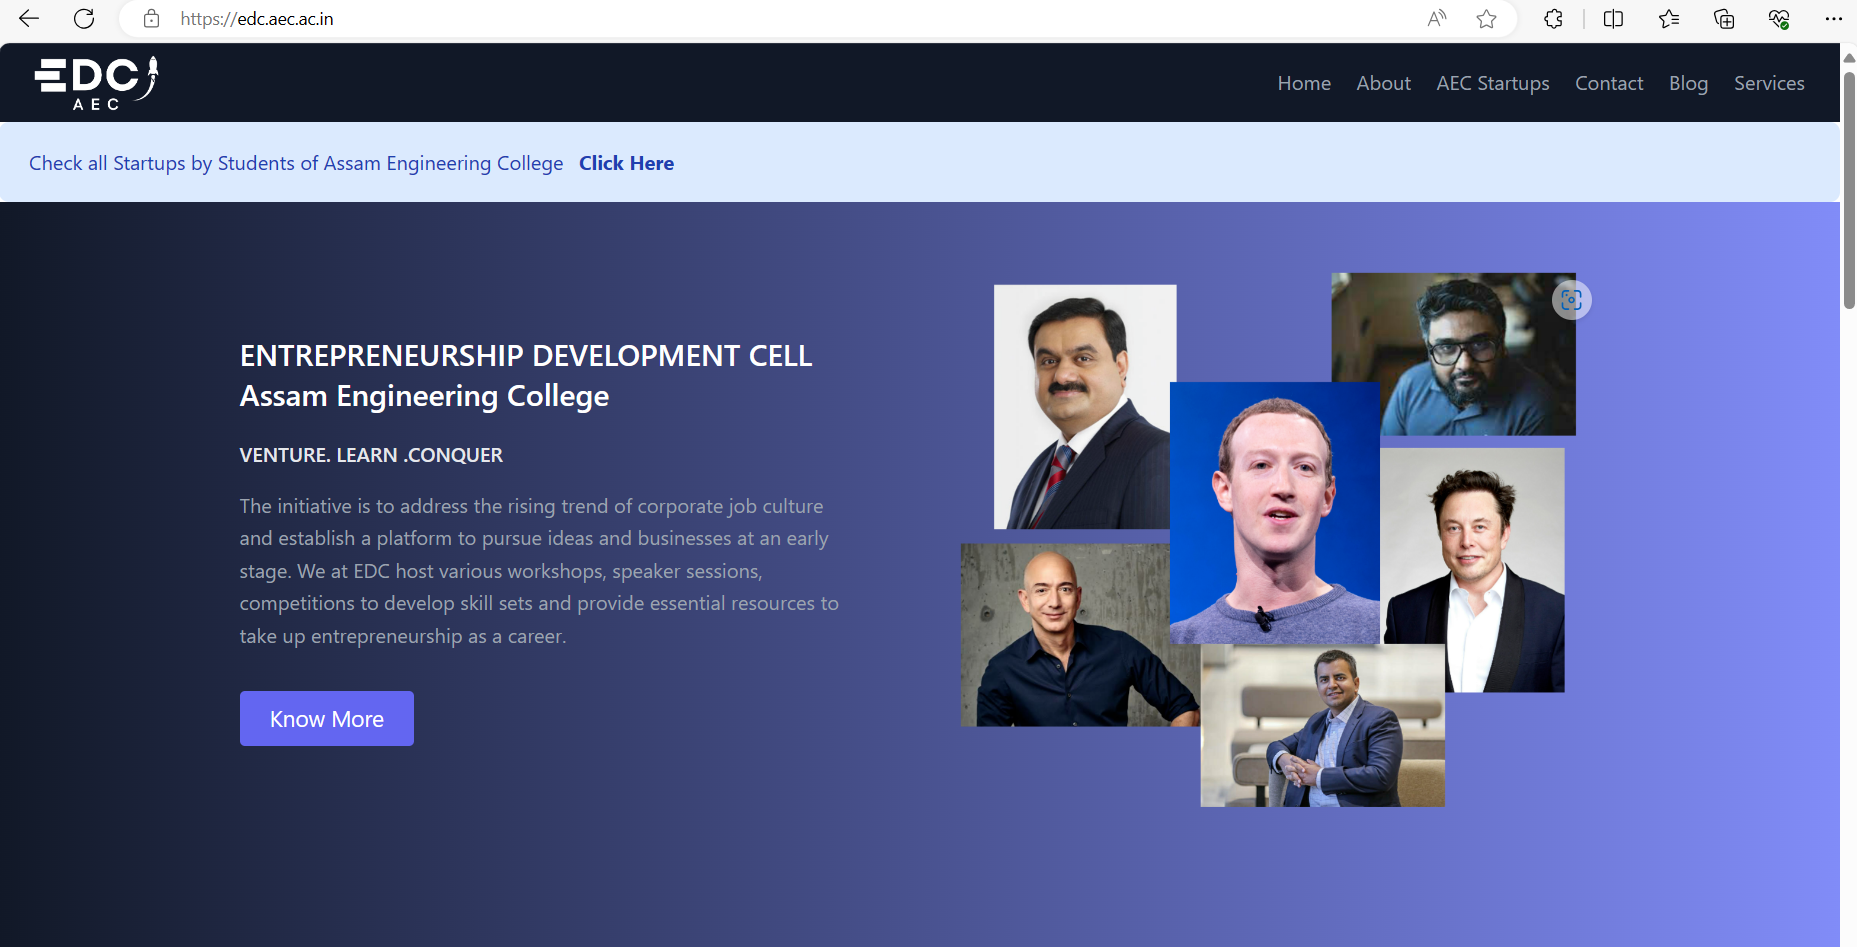 https://edc.aec.ac.in
EDC
AEC
Home About AEC Startups Contact Blog Services
Check all Startups by Students of Assam Engineering College Click Here
ENTREPRENEURSHIP DEVELOPMENT CELL
Assam Engineering College
VENTURE. LEARN .CONQUER
The initiative is to address the rising trend of corporate job culture
and establish a platform to pursue ideas and businesses at an early
stage. We at EDC host various workshops, speaker sessions,
competitions to develop skill sets and provide essential resources to
take up entrepreneurship as a career.
Know More